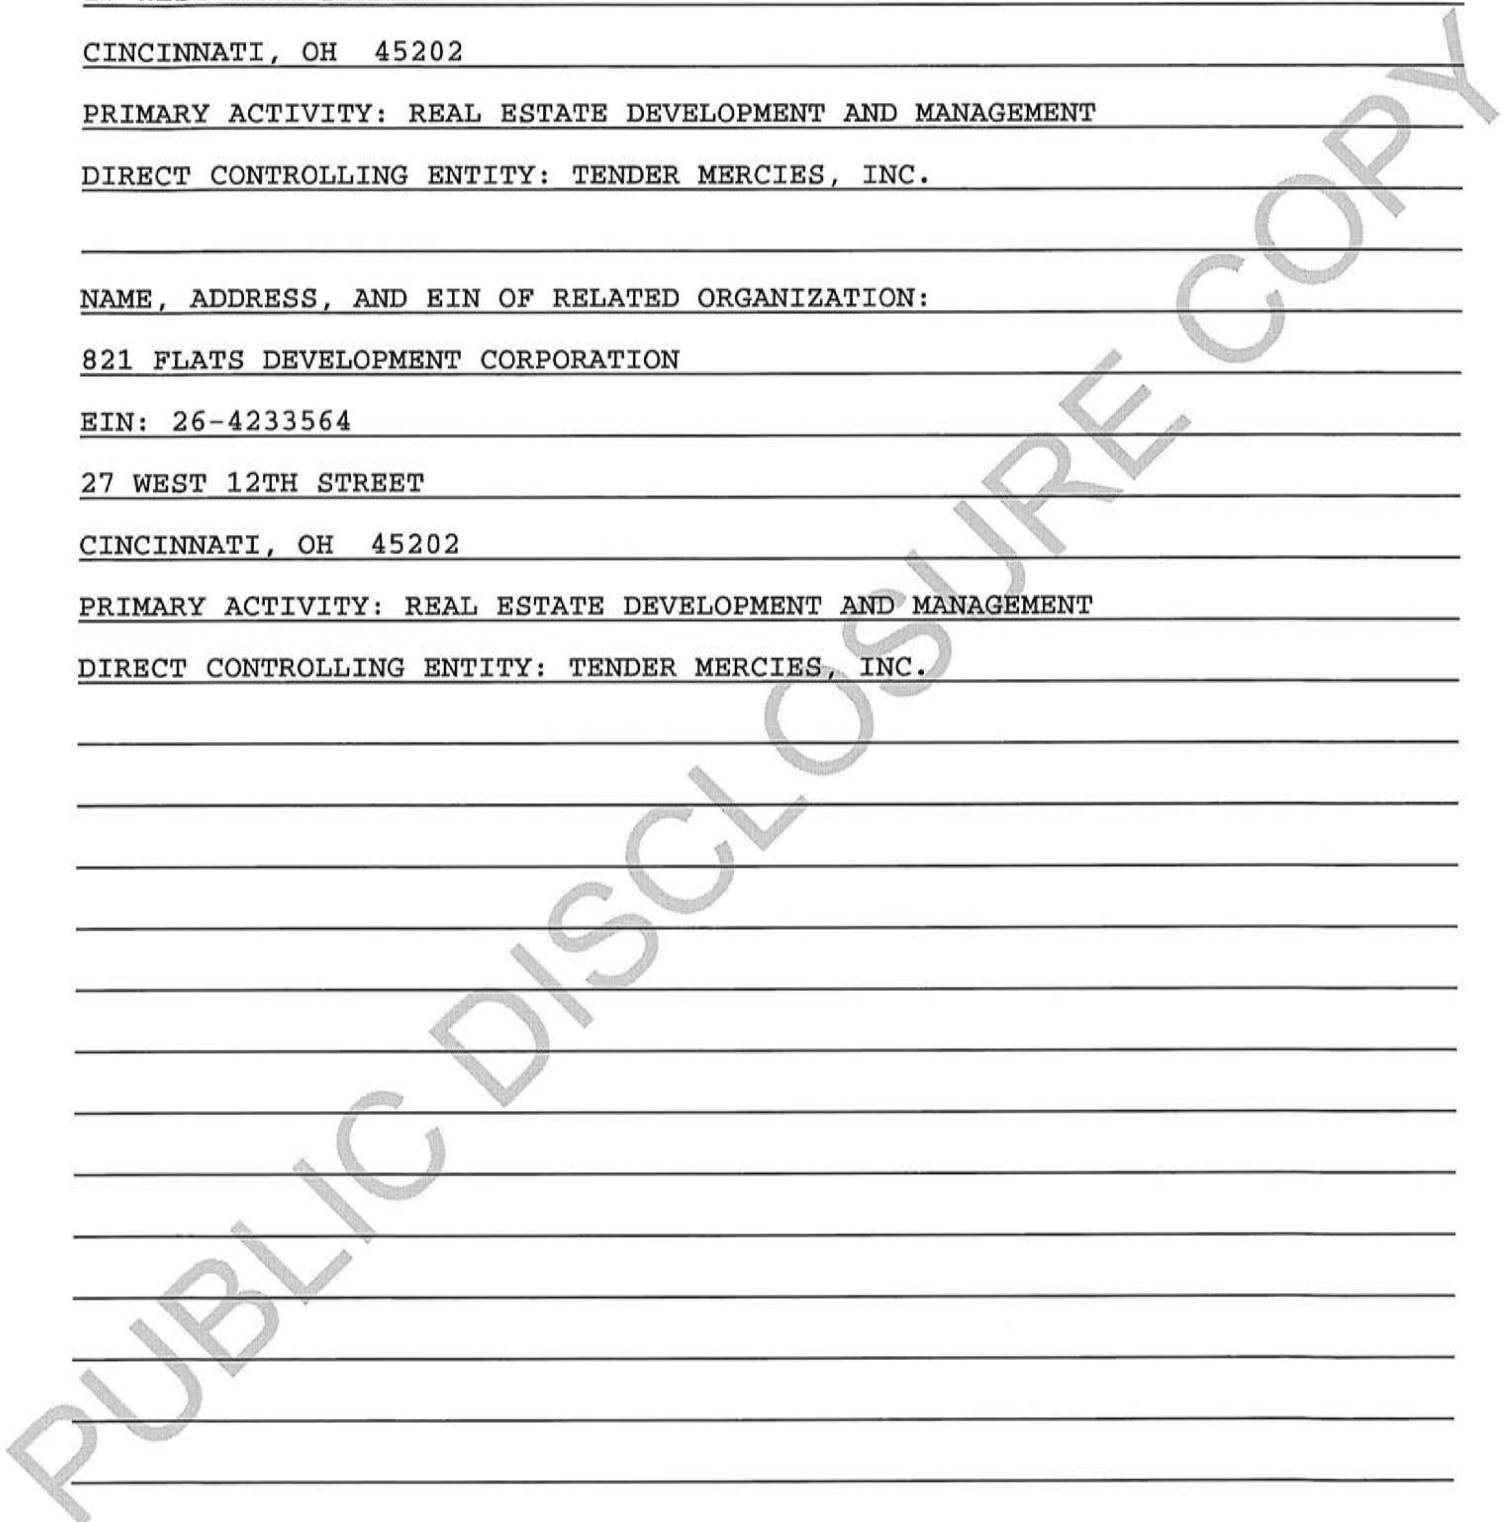 CINCINNATI, OH 45202
PRIMARY ACTIVITY: REAL ESTATE DEVELOPMENT AND MANAGEMENT
DIRECT CONTROLLING ENTITY: TENDER MERCIES, INC.
NAME, ADDRESS, AND EIN OF RELATED ORGANIZATION:
821 FLATS DEVELOPMENT CORPORATION
EIN: 26-4233564
27 WEST 12TH STREET
CINCINNATI, OH 45202
PRIMARY ACTIVITY: REAL ESTATE DEVELOPMENT AND MANAGEMENT
DIRECT CONTROLLING ENTITY: TENDER MERCIES, INC.
PUBLIC DISCLOSURE COPY